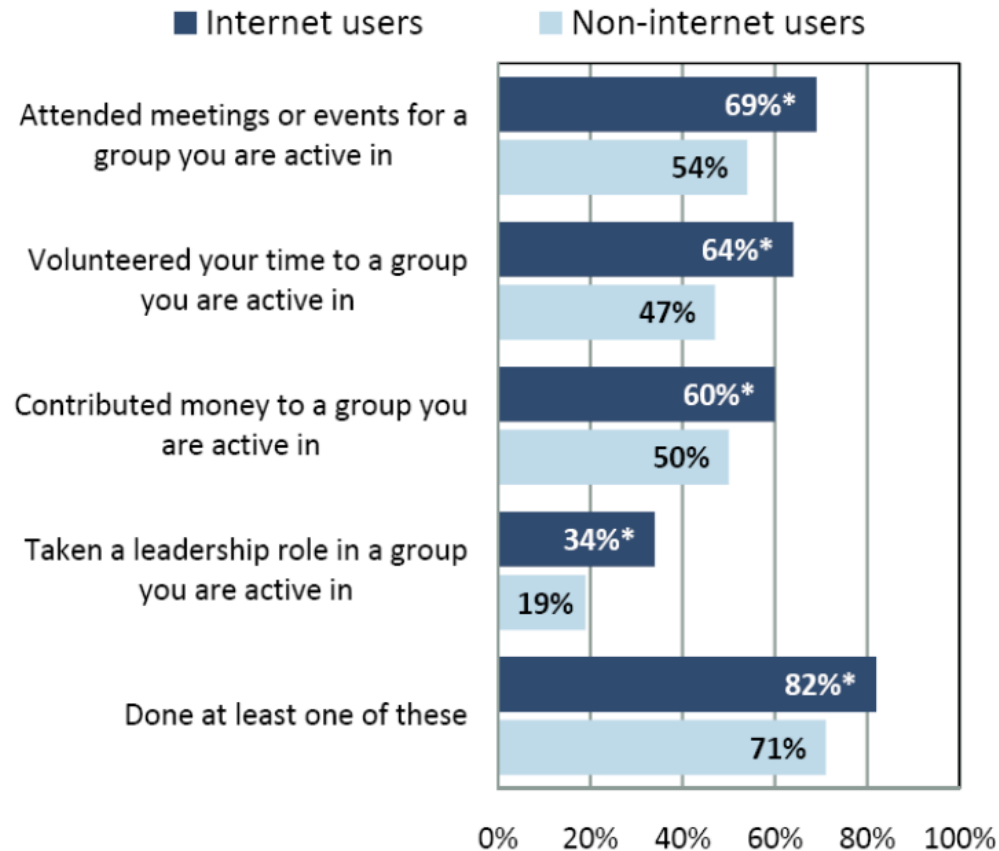 Internet users Non-internet users
Attended meetings or events for a
group you are active in
69%*
54%
Volunteered your time to a group
you are active in
64%*
47%
Contributed money to a group you
are active in
60%*
50%
Taken a leadership role in a group
you are active in
34%*
19%
Done at least one of these
82%*
71%
0% 20% 40% 60% 80% 100%